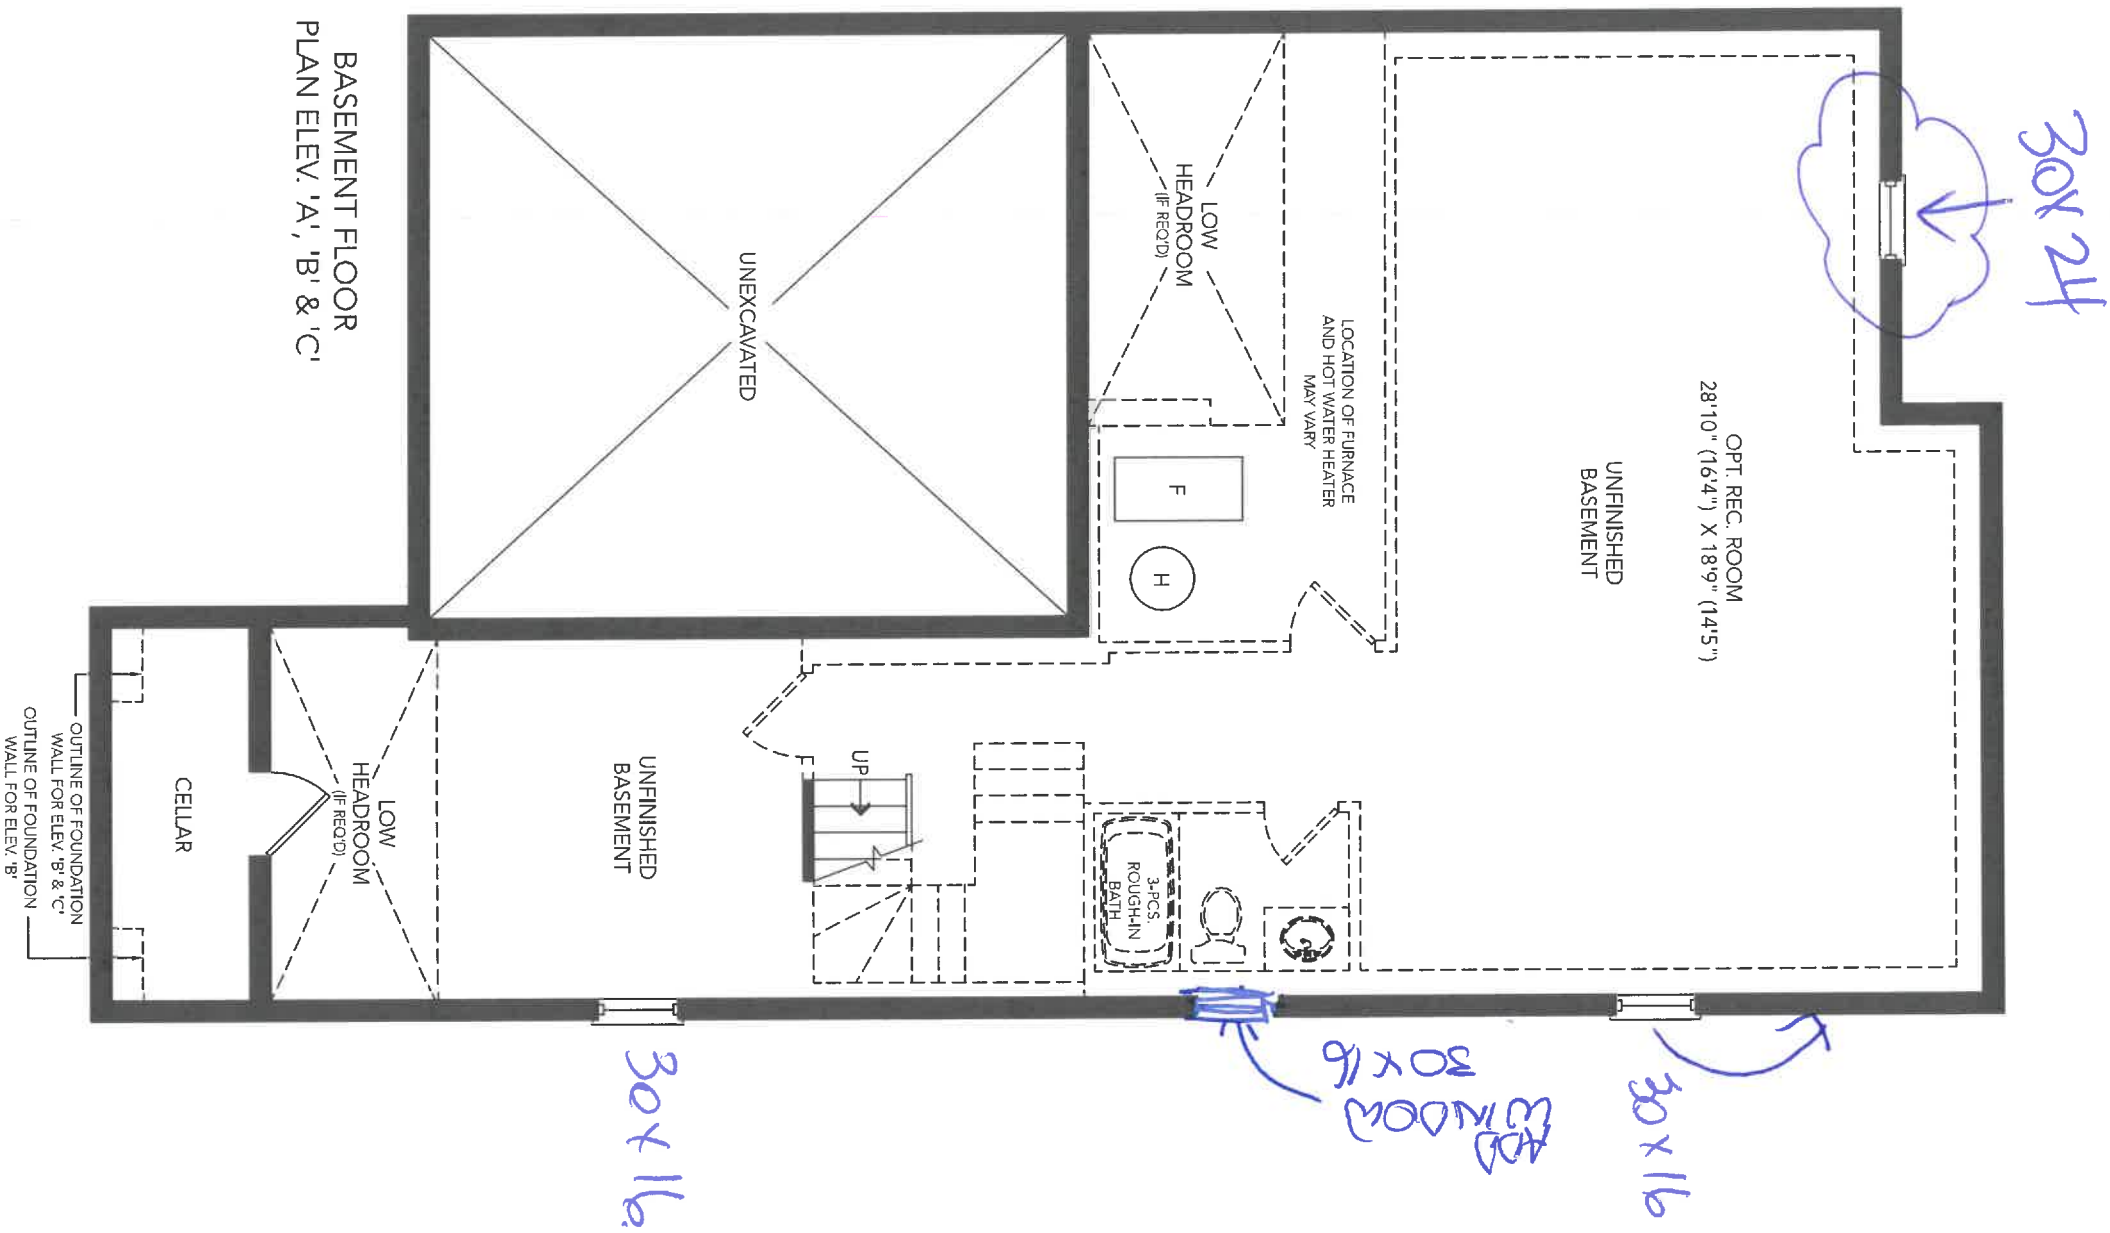 BASEMENT FLOOR
PLAN ELEV. 'A', 'B' & 'C'
30X24
OPT. REC. ROOM
28'10" (16'4") X 18'9" (14'5")
UNFINISHED
BASEMENT
LOCATION OF FURNACE
AND HOT WATER HEATER
MAY VARY
LOW
HEADROOM
(IF REQ'D)
F
H
UNEXCAVATED
3-PCS.
ROUGH-IN
BATH
UP
UNFINISHED
BASEMENT
LOW
HEADROOM
(IF REQ'D)
CELLAR
OUTLINE OF FOUNDATION
WALL FOR ELEV. 'B' & 'C'
OUTLINE OF FOUNDATION
WALL FOR ELEV. 'B'
30X16
ADD
WINDOW
30X16
30X16